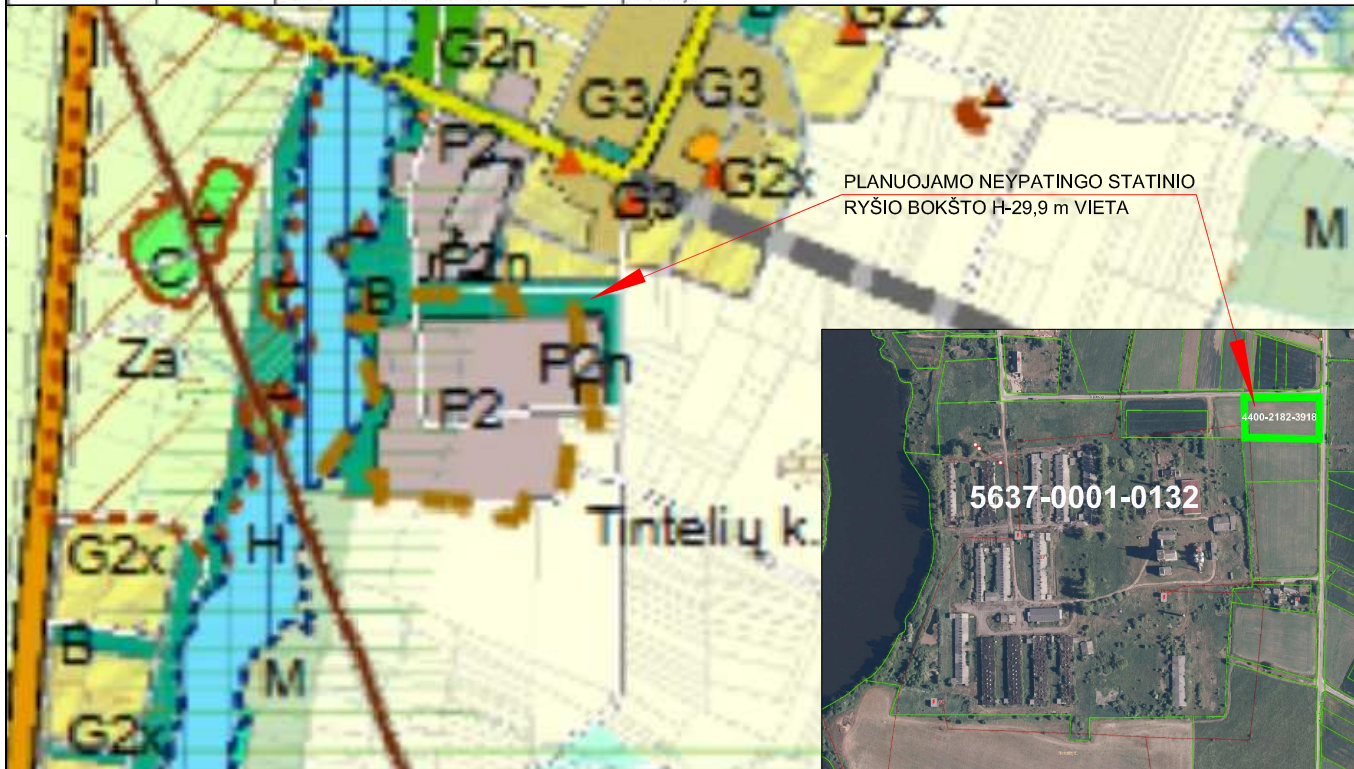 G2n
G2x
G3
G3
P2
G3
G2x
PLANUOJAMO NEYPATINGO STATINIO
RYŠIO BOKŠTO H-29,9 m VIETA
M
C
B
P2n
Za
P2n
P2
4400-2182-3918
5637-0001-0132
Tintelių k.
G2x
H
B
M
G2x